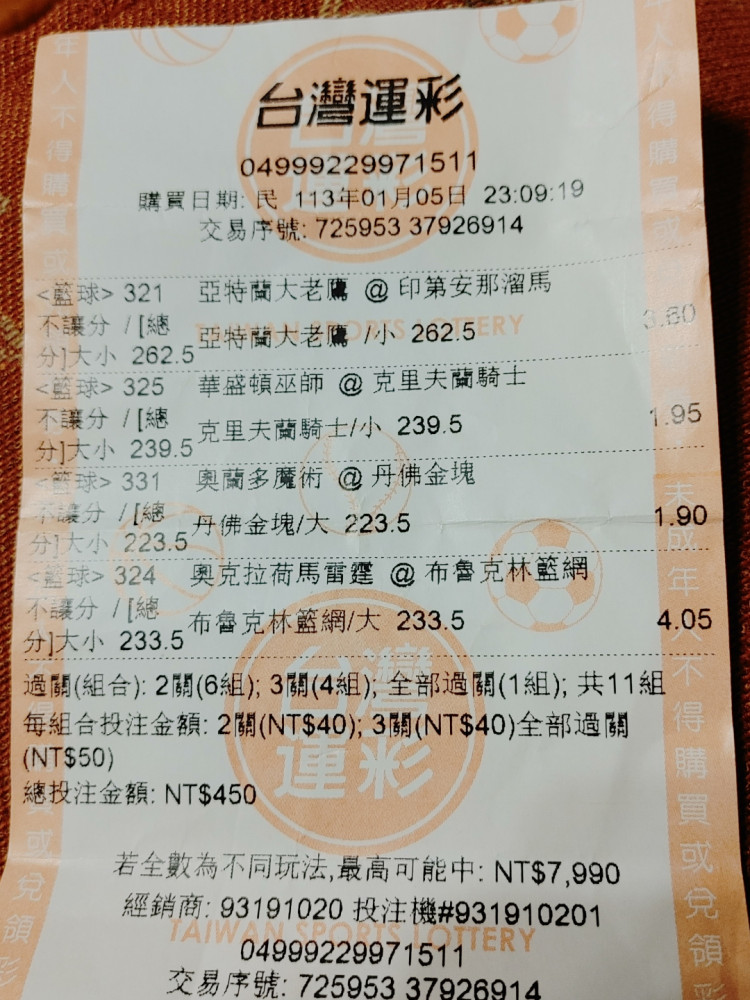 台灣運彩
04999229971511
購買日期: 民 113年01月05日 23:09:19
交易序號: 725953 37926914
<籃球> 321 亞特蘭大老鷹 @ 印第安那溜馬
不讓分 / [總分]大小 262.5 亞特蘭大老鷹 /小 262.5 3.60
<籃球> 325 華盛頓巫師 @ 克里夫蘭騎士
不讓分 / [總分]大小 239.5 克里夫蘭騎士/小 239.5 1.95
<籃球> 331 奧蘭多魔術 @ 丹佛金塊
不讓分 / [總分]大小 223.5 丹佛金塊/大 223.5 1.90
<籃球> 324 奧克拉荷馬雷霆 @ 布魯克林籃網
不讓分 / [總分]大小 233.5 布魯克林籃網/大 233.5 4.05
過關(組合): 2關(6組); 3關(4組); 全部過關(1組); 共11組
每組合投注金額: 2關(NT$40); 3關(NT$40)全部過關
(NT$50)
總投注金額: NT$450
若全數為不同玩法,最高可能中: NT$7,990
經銷商: 93191020 投注機#931910201
TAIWAN SPORTS LOTTERY
04999229971511
交易序號: 725953 37926914